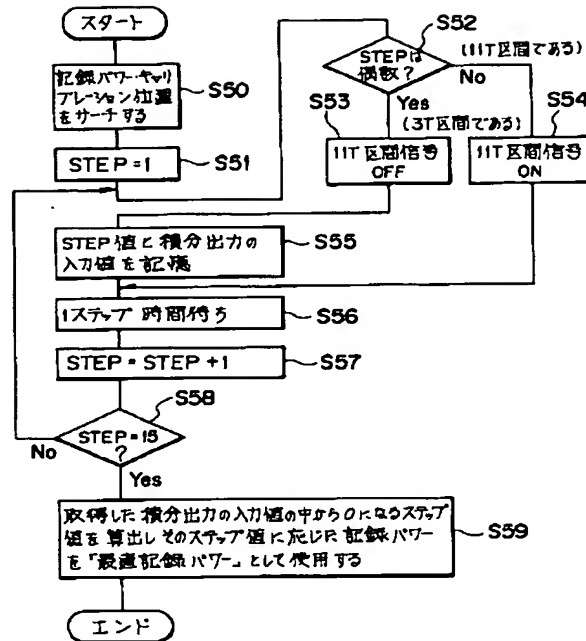 スタート
記録パワー・キャリ
ブレーション位置
をサーチする
S50
STEP=1
S51
S52
STEPは
偶数?
(11T区間である)
No
Yes
(3T区間である)
S53
11T区間信号
OFF
S54
11T区間信号
ON
STEP値と積分出力の
入力値を記憶
S55
1ステップ時間待ち
S56
STEP = STEP +1
S57
S58
STEP=15
?
No
Yes
取得した積分出力の入力値の中から0になるステップ
値を算出しそのステップ値に応じた記録パワー
を「最適記録パワー」として使用する
S59
エンド